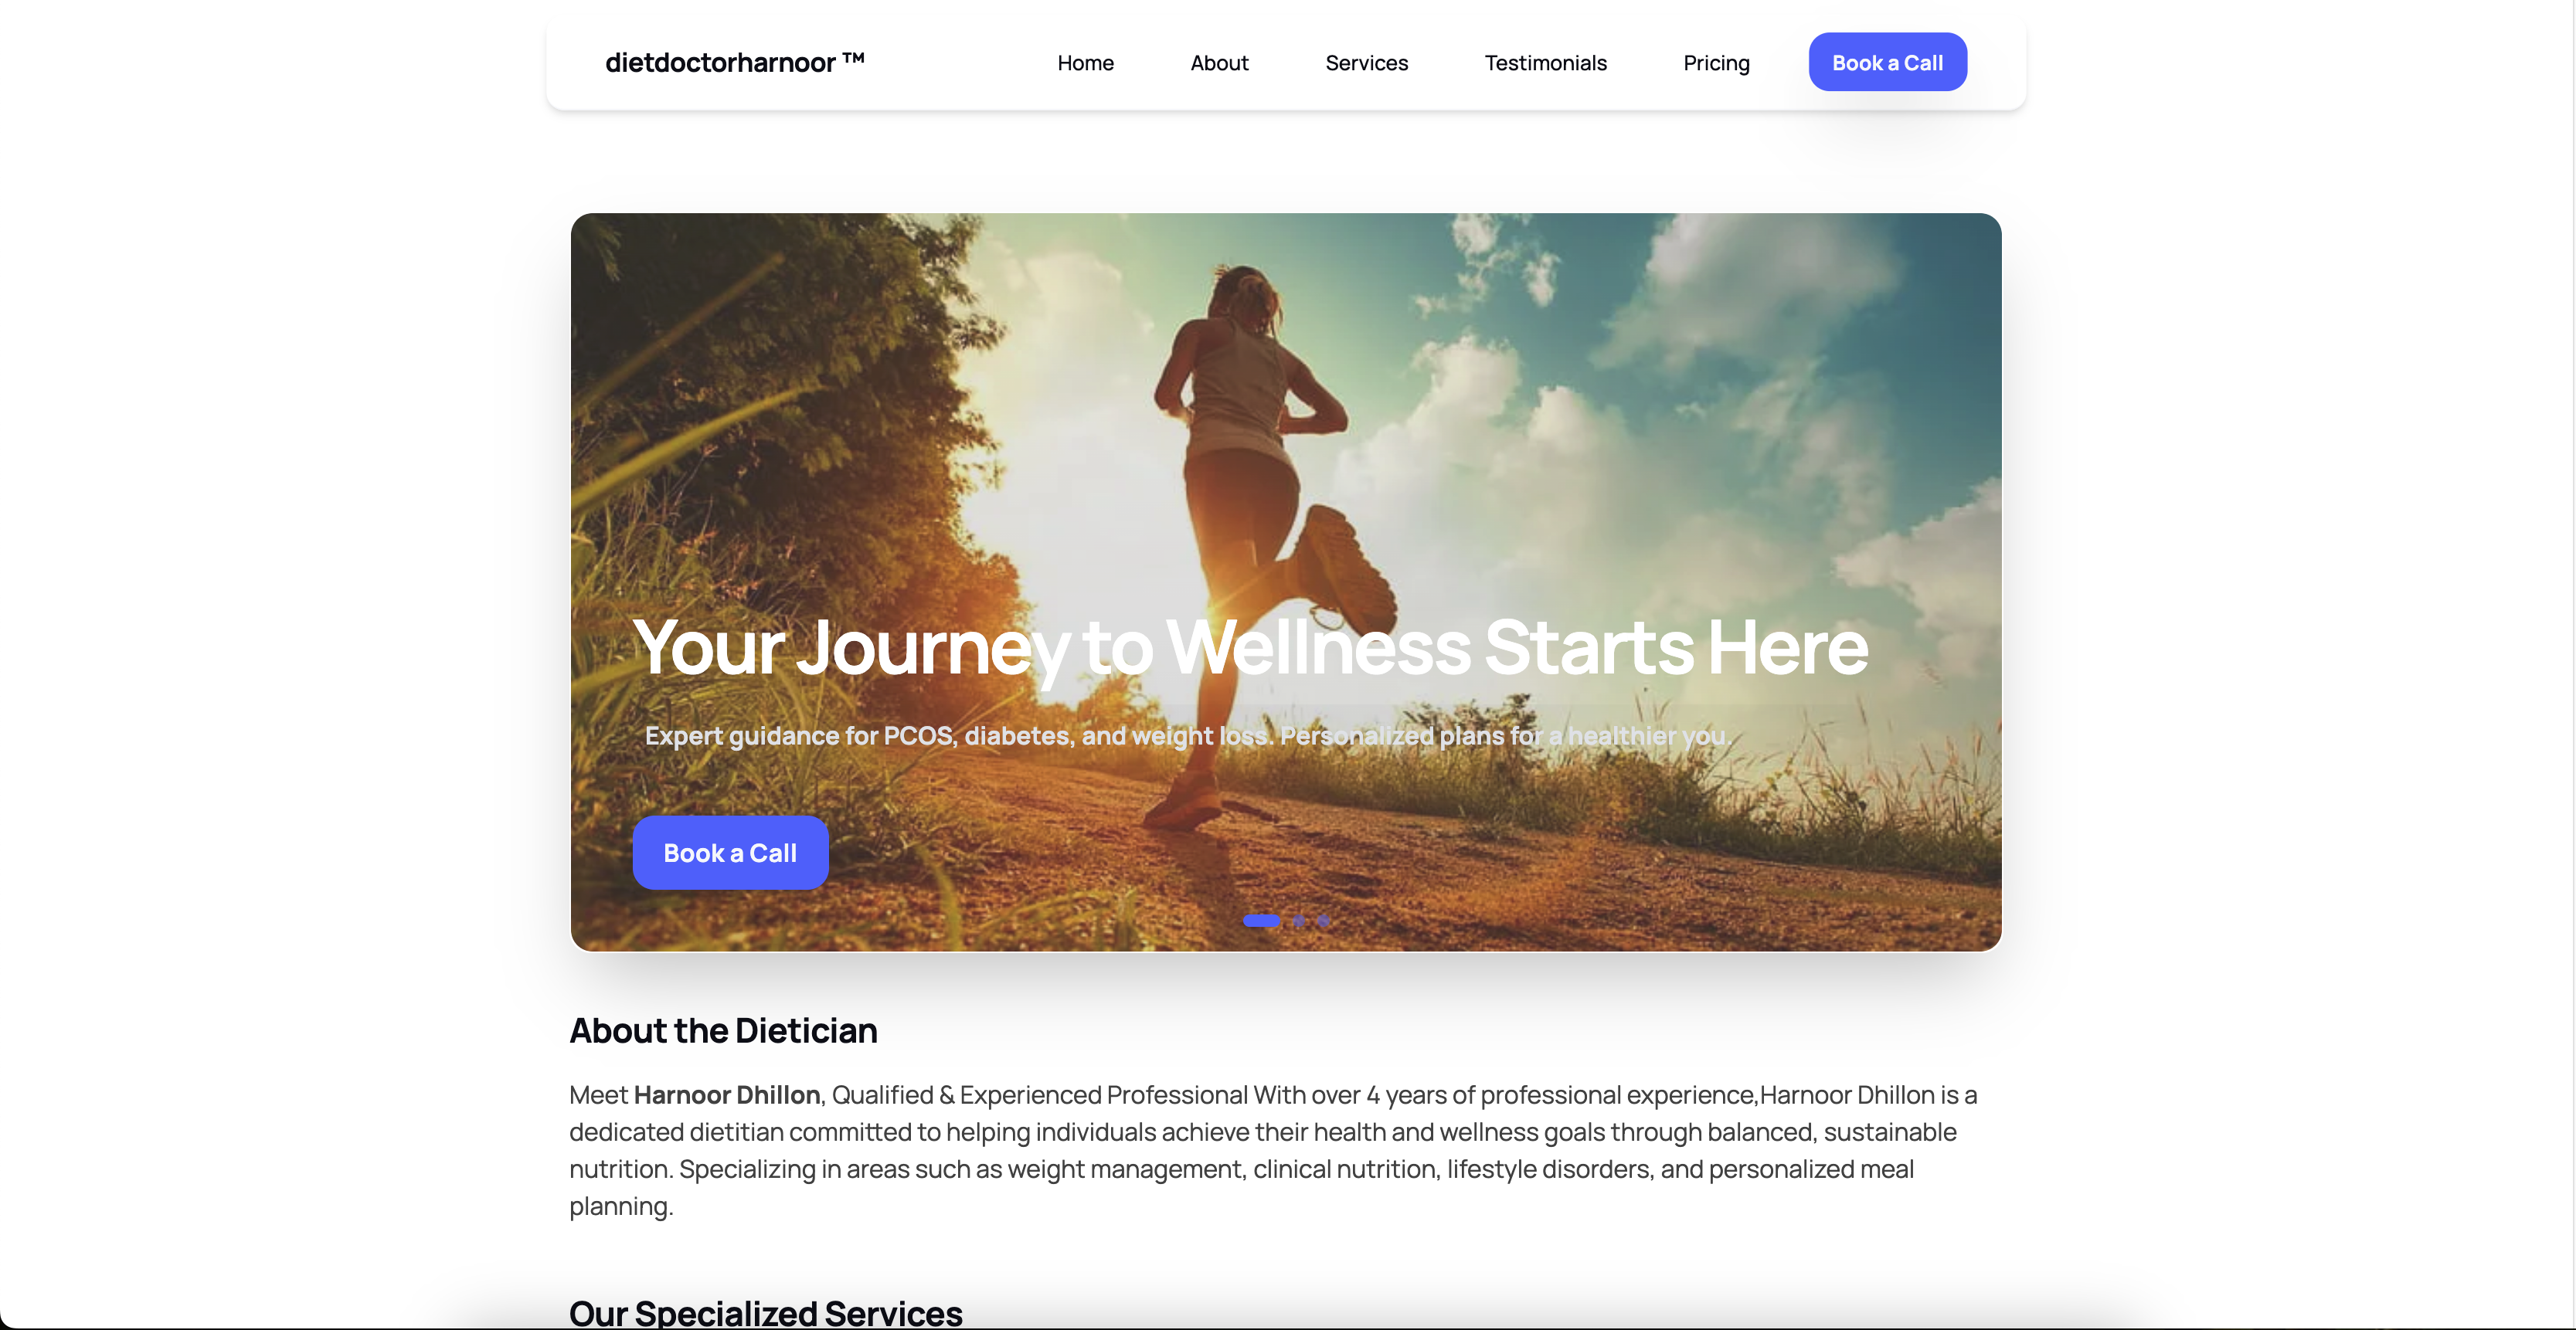 dietdoctorharnoor ™
Home About Services Testimonials Pricing Book a Call
Your Journey to Wellness Starts Here
Expert guidance for PCOS, diabetes, and weight loss. Personalized plans for a healthier you.
Book a Call
About the Dietician
Meet Harnoor Dhillon, Qualified & Experienced Professional With over 4 years of professional experience,Harnoor Dhillon is a
dedicated dietitian committed to helping individuals achieve their health and wellness goals through balanced, sustainable
nutrition. Specializing in areas such as weight management, clinical nutrition, lifestyle disorders, and personalized meal
planning.
Our Specialized Services